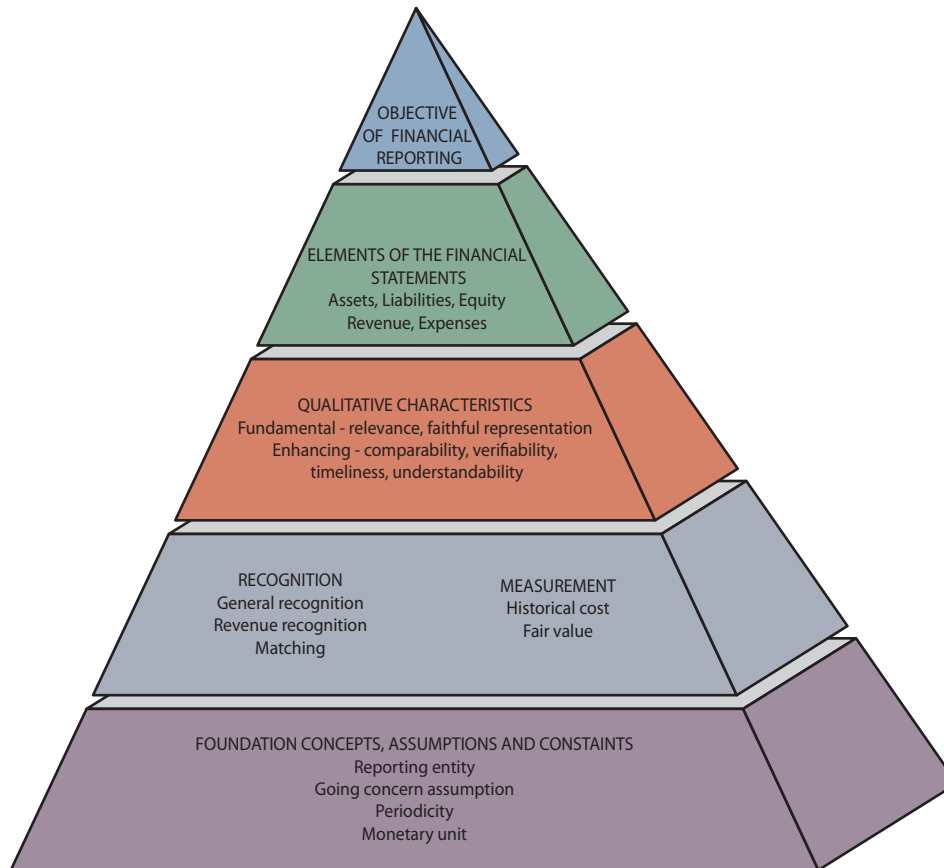 OBJECTIVE
OF FINANCIAL
REPORTING
ELEMENTS OF THE FINANCIAL
STATEMENTS
Assets, Liabilities, Equity
Revenue, Expenses
QUALITATIVE CHARACTERISTICS
Fundamental - relevance, faithful representation
Enhancing - comparability, verifiability,
timeliness, understandability
RECOGNITION
General recognition
Revenue recognition
Matching
MEASUREMENT
Historical cost
Fair value
FOUNDATION CONCEPTS, ASSUMPTIONS AND CONSTAINTS
Reporting entity
Going concern assumption
Periodicity
Monetary unit